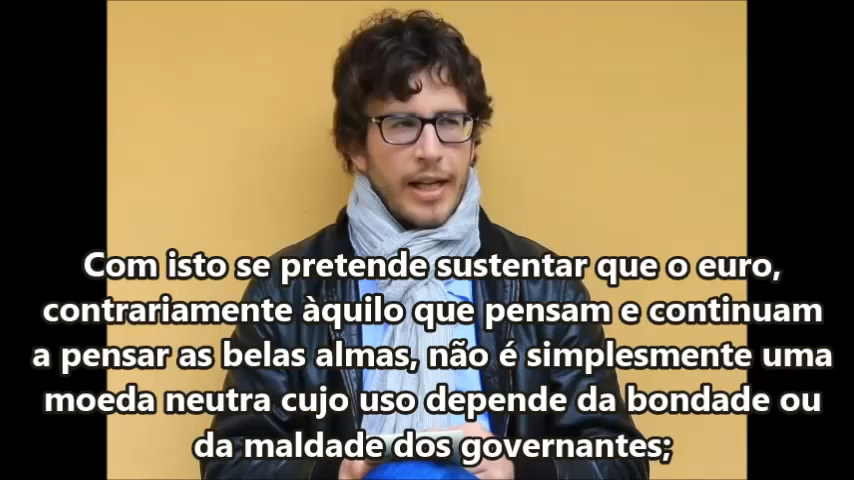 Com isto se pretende sustentar que o euro,
contrariamente àquilo que pensam e continuam
a pensar as belas almas, não é simplesmente uma
moeda neutra cujo uso depende da bondade ou
da maldade dos governantes;